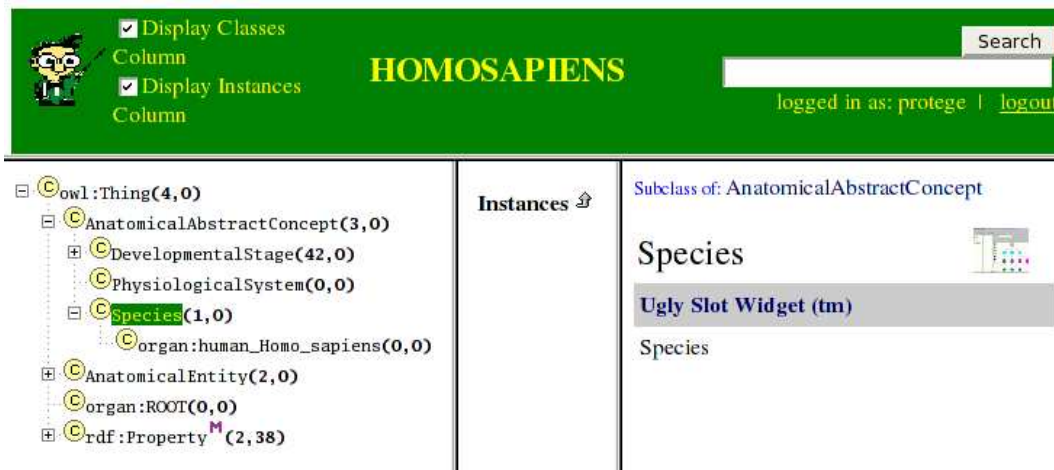 Display Classes
Column
Display Instances
Column
HOMOSAPIENS
Search
logged in as: protege | logout
owl:Thing(4,0)
AnatomicalAbstractConcept(3,0)
DevelopmentalStage(42,0)
PhysiologicalSystem(0,0)
Species(1,0)
organ:human_Homo_sapiens(0,0)
AnatomicalEntity(2,0)
organ:ROOT(0,0)
rdf:Property M (2,38)
Instances
Subclass of: AnatomicalAbstractConcept
Species
Ugly Slot Widget (tm)
Species